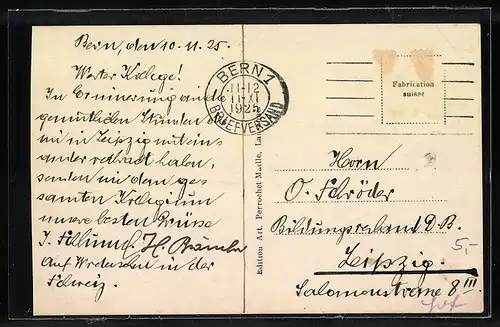 Bern, den 10.11.25.
Werter Kollege!
In Erinnerung an die
gemütlichen Stunden die
wir in Leipzig mitein-
ander verbracht haben,
senden wir dem ge-
samten Kollegium
unsere besten Grüsse
J.
Auf Wiedersehen in der
Schweiz.
BERN 1
11-12
11.XI
1925
BRIEFVERSAND
Fabrication
suisse
Edition Art. Perrochet Matile, La
Herrn
O. Schröder
Bildungsverband D.B.
Leipzig.
Salomonstrasse 8 III
5,-